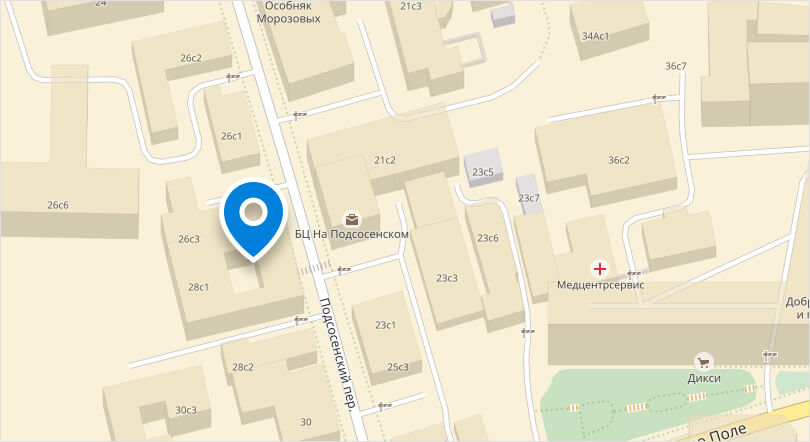 24
Особняк
Морозовых
21с3
34Ас1
26с2
36с7
26с1
21с2
36с2
23с5
23с7
26с6
26с3
БЦ На Подсосенском
23с6
23с3
Медцентрсервис
28с1
Подсосенский пер.
23с1
25с3
28с2
Дикси
30с3
30
Поле